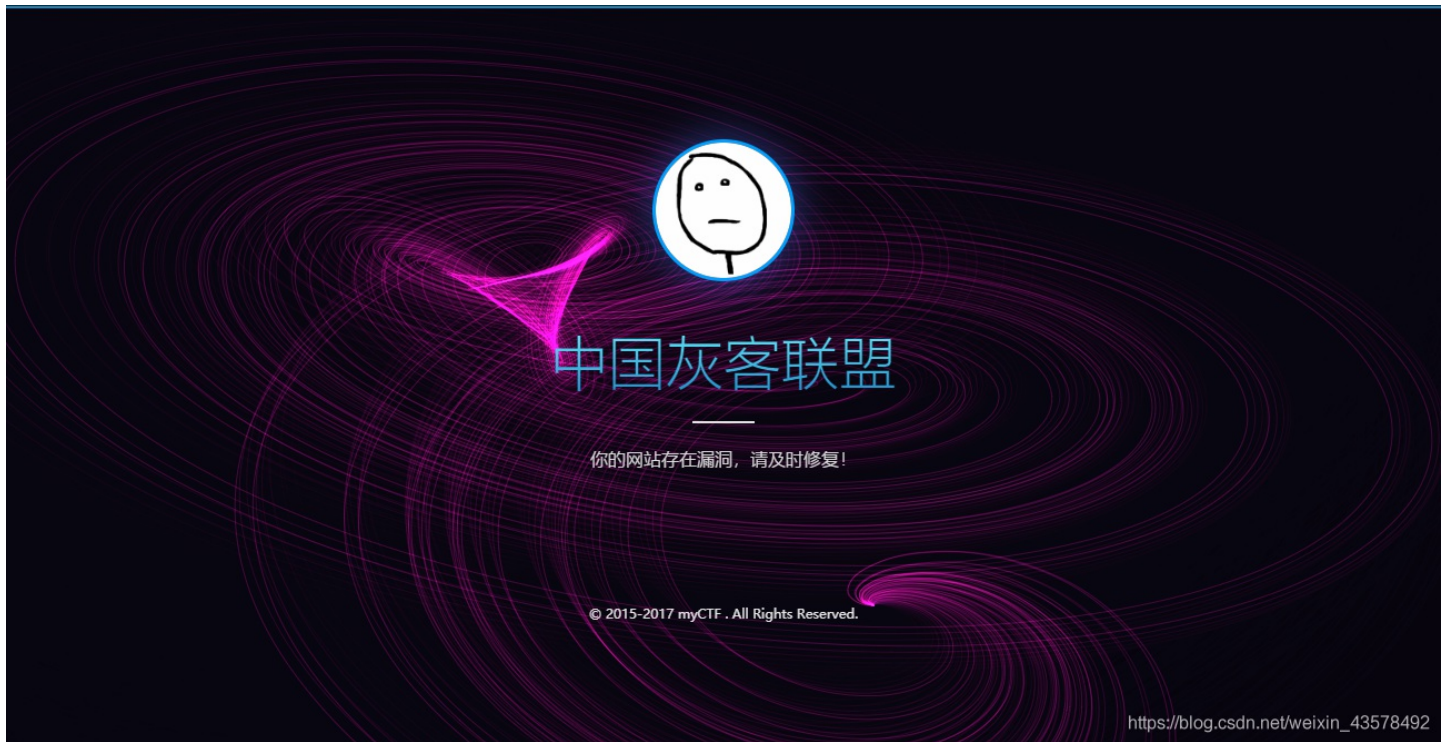 中国灰客联盟
你的网站存在漏洞，请及时修复！
© 2015-2017 myCTF . All Rights Reserved.
https://blog.csdn.net/weixin_43578492